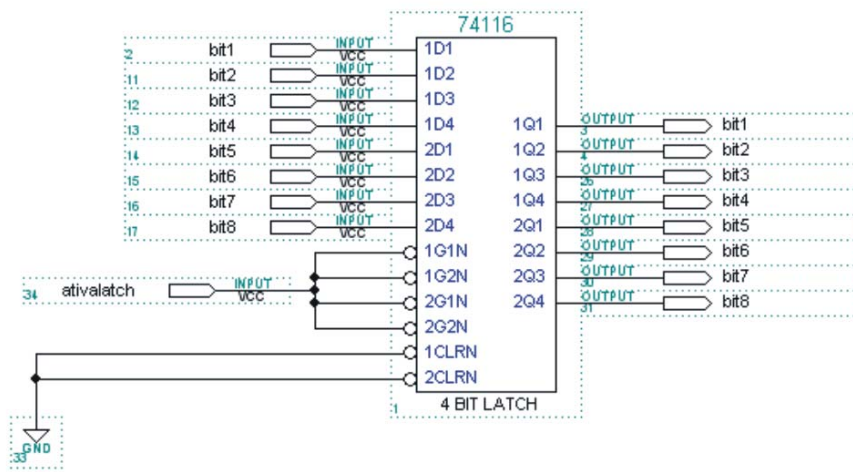 74116
2 bit1 INPUT VCC 1D1
11 bit2 INPUT VCC 1D2
12 bit3 INPUT VCC 1D3
13 bit4 INPUT VCC 1D4 1Q1 OUTPUT 3 bit1
14 bit5 INPUT VCC 2D1 1Q2 OUTPUT 4 bit2
15 bit6 INPUT VCC 2D2 1Q3 OUTPUT 26 bit3
16 bit7 INPUT VCC 2D3 1Q4 OUTPUT 27 bit4
17 bit8 INPUT VCC 2D4 2Q1 OUTPUT 28 bit5
1G1N 2Q2 OUTPUT 29 bit6
1G2N 2Q3 OUTPUT 30 bit7
34 ativalatch INPUT VCC 2G1N 2Q4 OUTPUT 31 bit8
2G2N
1CLRN
2CLRN
1 4 BIT LATCH
33 GND